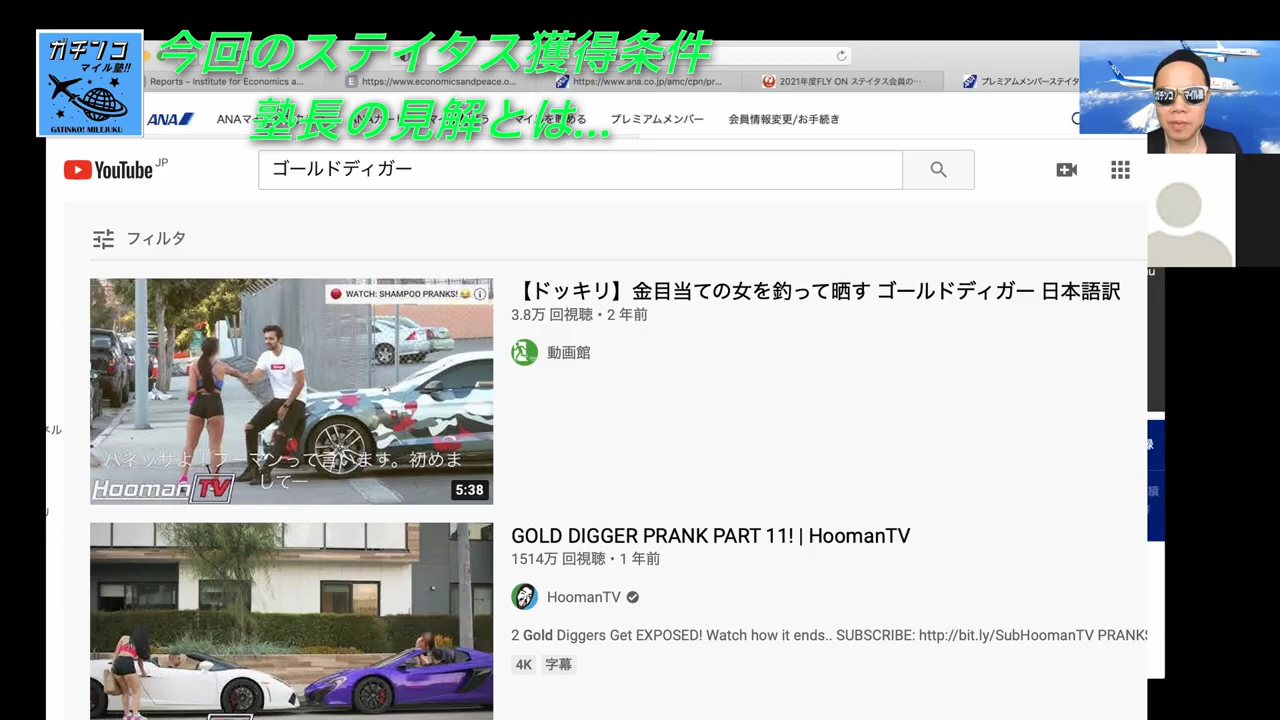 ガチンコ
マイル塾!!
GATINKO! MILEJUKU
今回のステイタス獲得条件
塾長の見解とは...
Reports – Institute for Economics a...
E https://www.economicsandpeace.o...
https://www.ana.co.jp/amc/cpn/pr...
2021年度FLY ON ステイタス会員の…
プレミアムメンバーステイタ
ANA
ANAマ
プレミアムメンバー
会員情報変更/お手続き
ガチンコ マイル塾
YouTube JP
ゴールドディガー
フィルタ
WATCH: SHAMPOO PRANKS!
バネッサよ！フーマンって言います。初めま
して—
HoomanTV
5:38
【ドッキリ】金目当ての女を釣って晒す ゴールドディガー 日本語訳
3.8万 回視聴・2 年前
動画館
GOLD DIGGER PRANK PART 11! | HoomanTV
1514万 回視聴・1 年前
HoomanTV
2 Gold Diggers Get EXPOSED! Watch how it ends.. SUBSCRIBE: http://bit.ly/SubHoomanTV PRANKS
4K 字幕